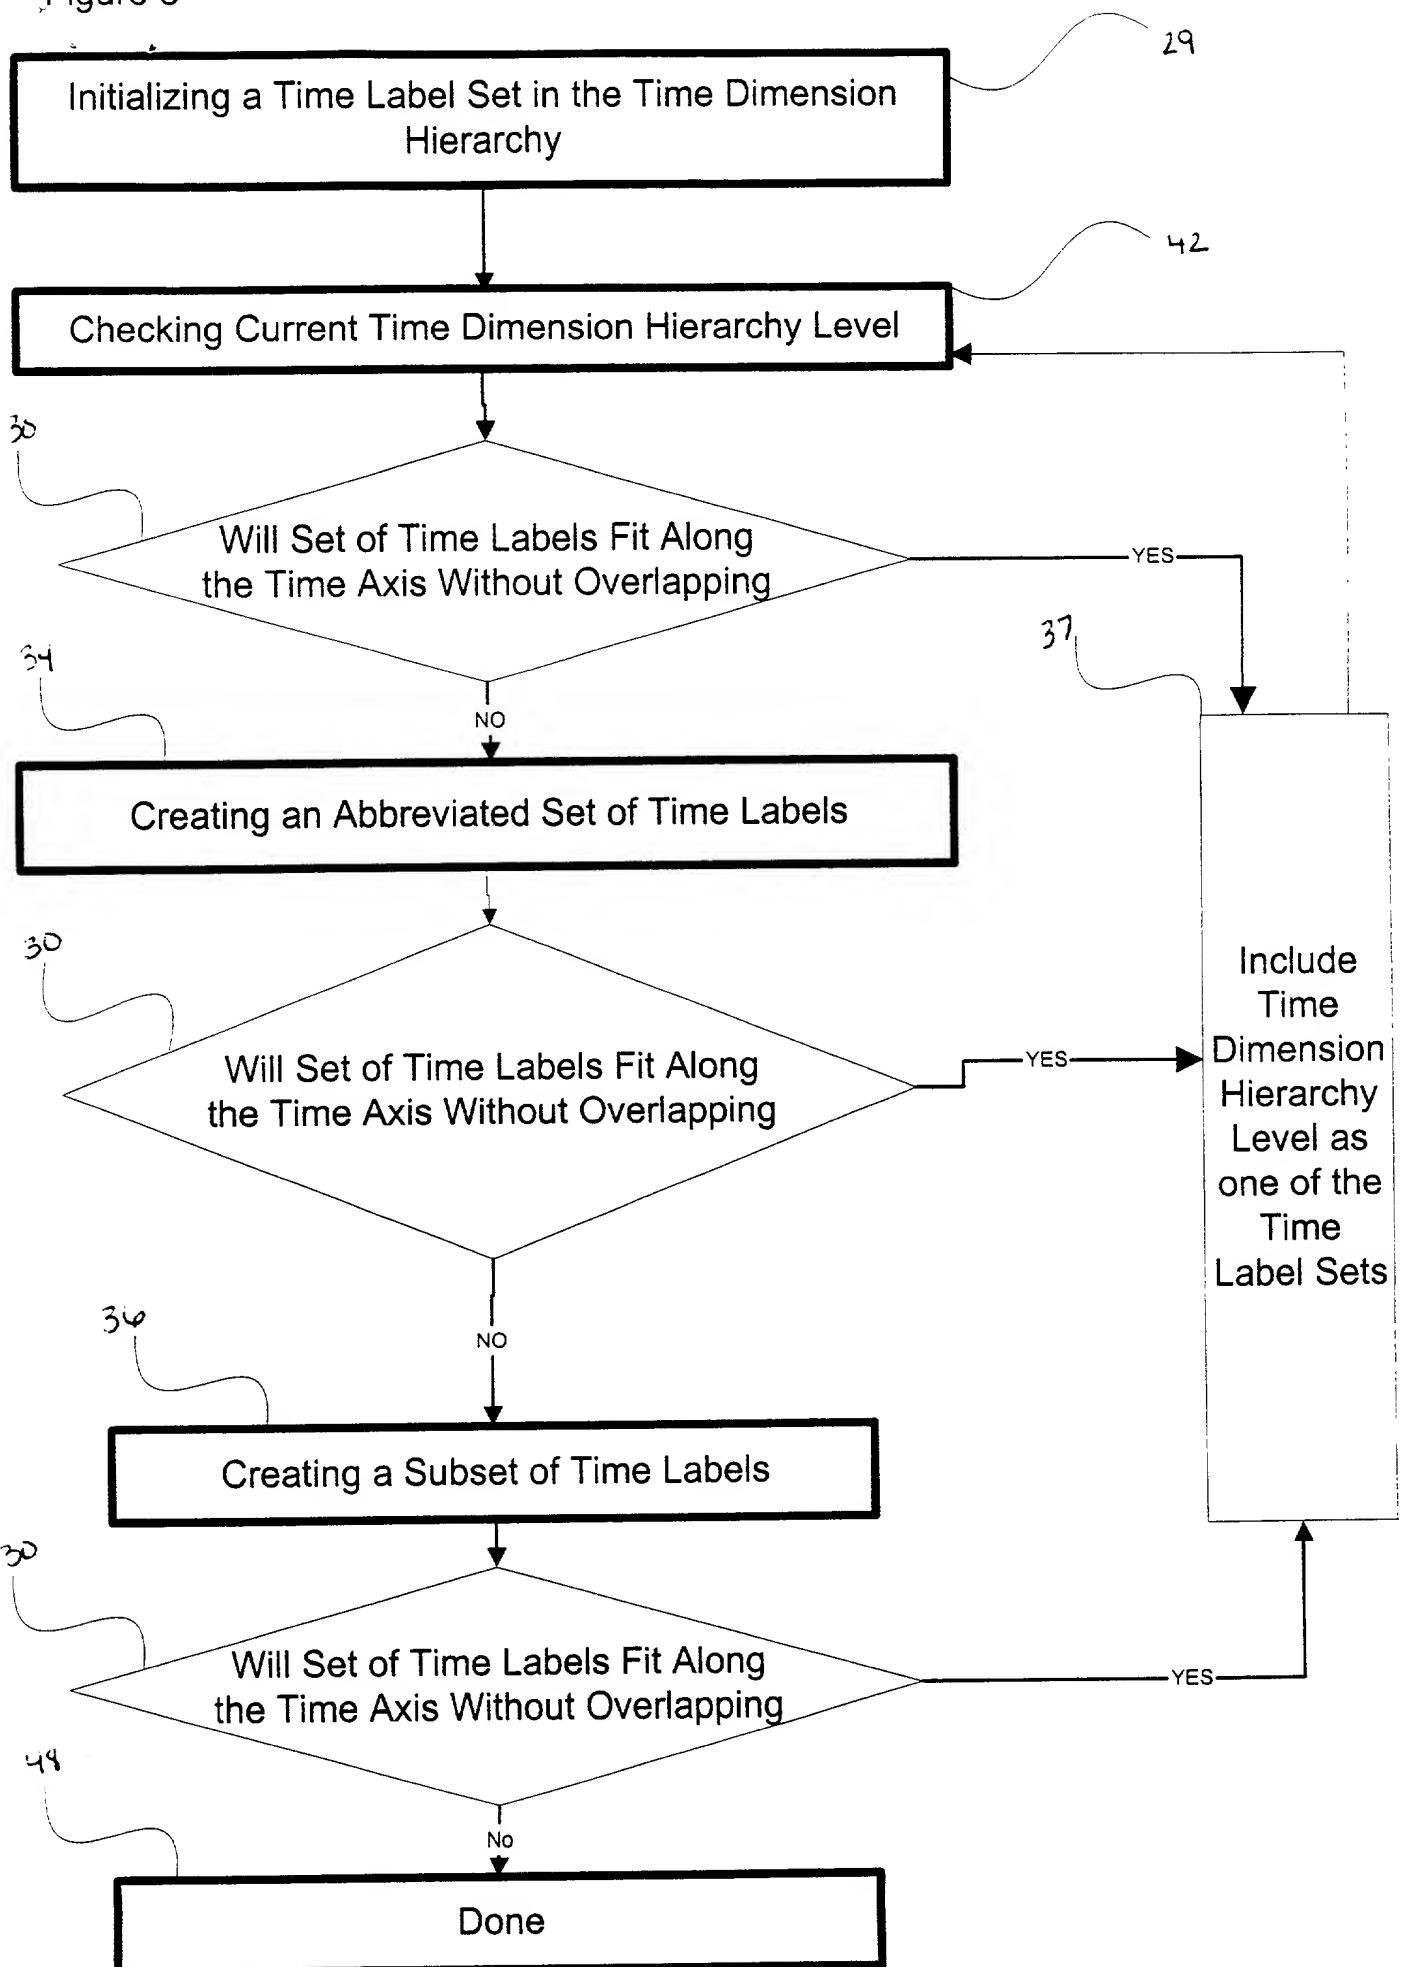 29
Initializing a Time Label Set in the Time Dimension
Hierarchy
42
Checking Current Time Dimension Hierarchy Level
30
Will Set of Time Labels Fit Along
the Time Axis Without Overlapping
YES
37
34
NO
Creating an Abbreviated Set of Time Labels
30
Will Set of Time Labels Fit Along
the Time Axis Without Overlapping
YES
Include
Time
Dimension
Hierarchy
Level as
one of the
Time
Label Sets
36
NO
Creating a Subset of Time Labels
30
Will Set of Time Labels Fit Along
the Time Axis Without Overlapping
YES
48
No
Done